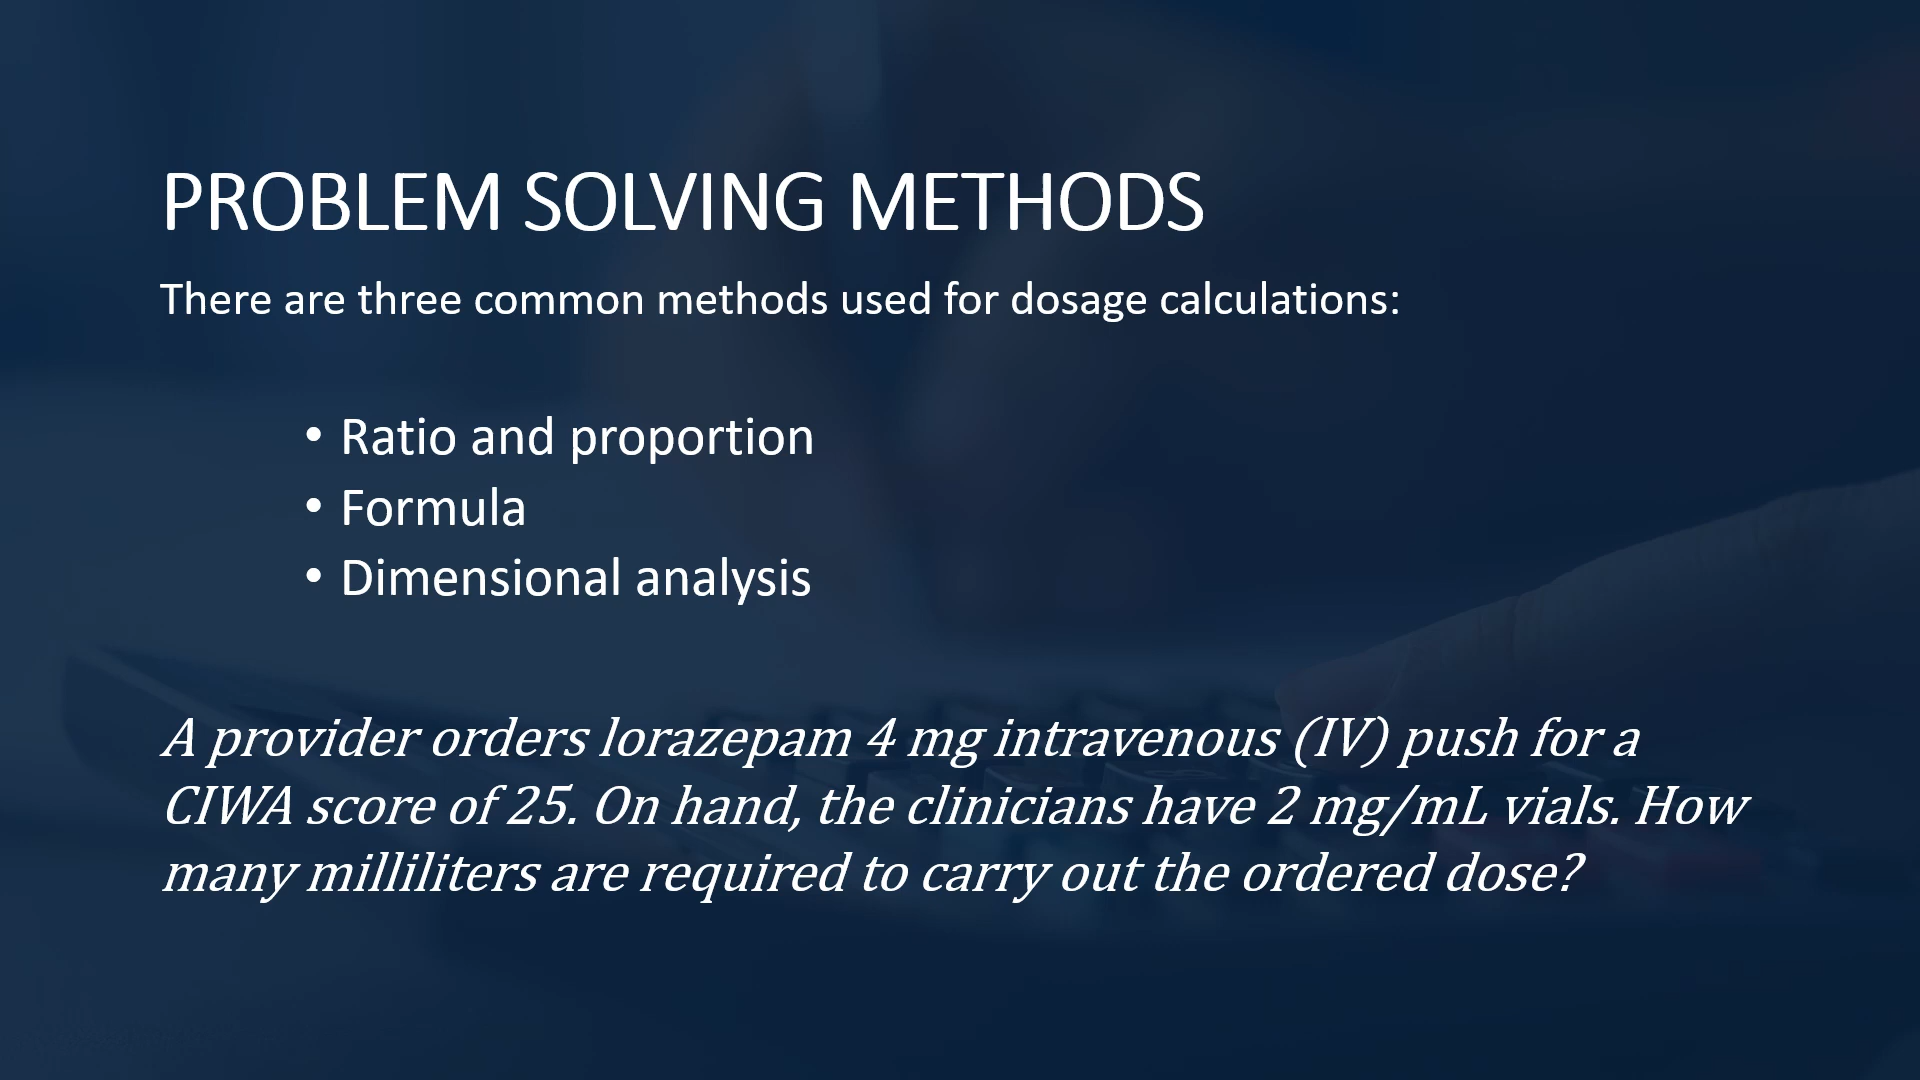 PROBLEM SOLVING METHODS
There are three common methods used for dosage calculations:
• Ratio and proportion
• Formula
• Dimensional analysis
A provider orders lorazepam 4 mg intravenous (IV) push for a
CIWA score of 25. On hand, the clinicians have 2 mg/mL vials. How
many milliliters are required to carry out the ordered dose?